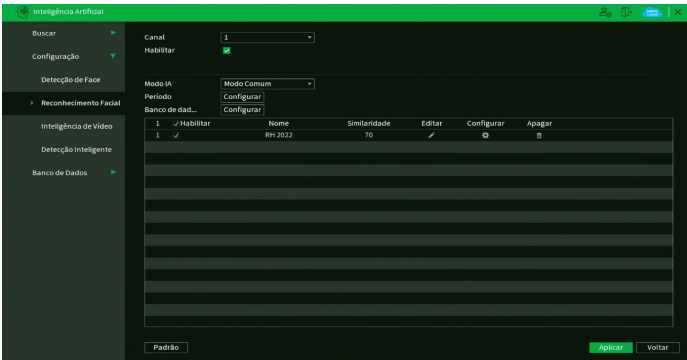 Inteligência Artificial
Buscar
Configuração
Detecção de Face
> Reconhecimento Facial
Inteligência de Vídeo
Detecção Inteligente
Banco de Dados
Canal 1
Habilitar
Modo IA Modo Comum
Período Configurar
Banco de dad... Configurar
1 Habilitar Nome Similaridade Editar Configurar Apagar
1 RH 2022 70
Padrão Aplicar Voltar